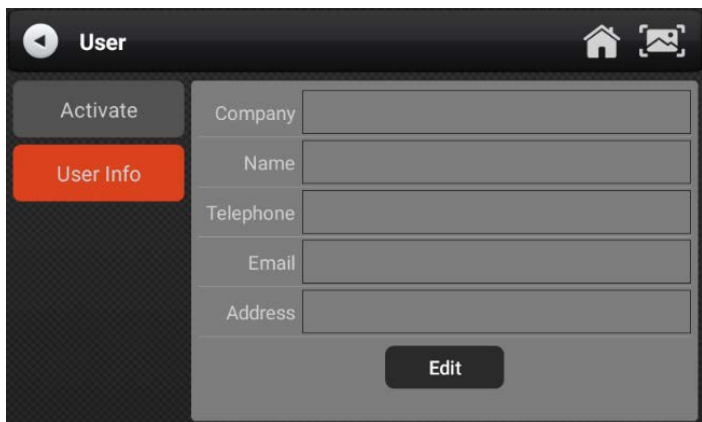 User
Activate
User Info
Company
Name
Telephone
Email
Address
Edit